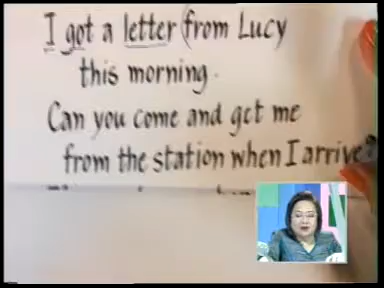 I got a letter from Lucy
this morning.
Can you come and get me
from the station when I arrive?